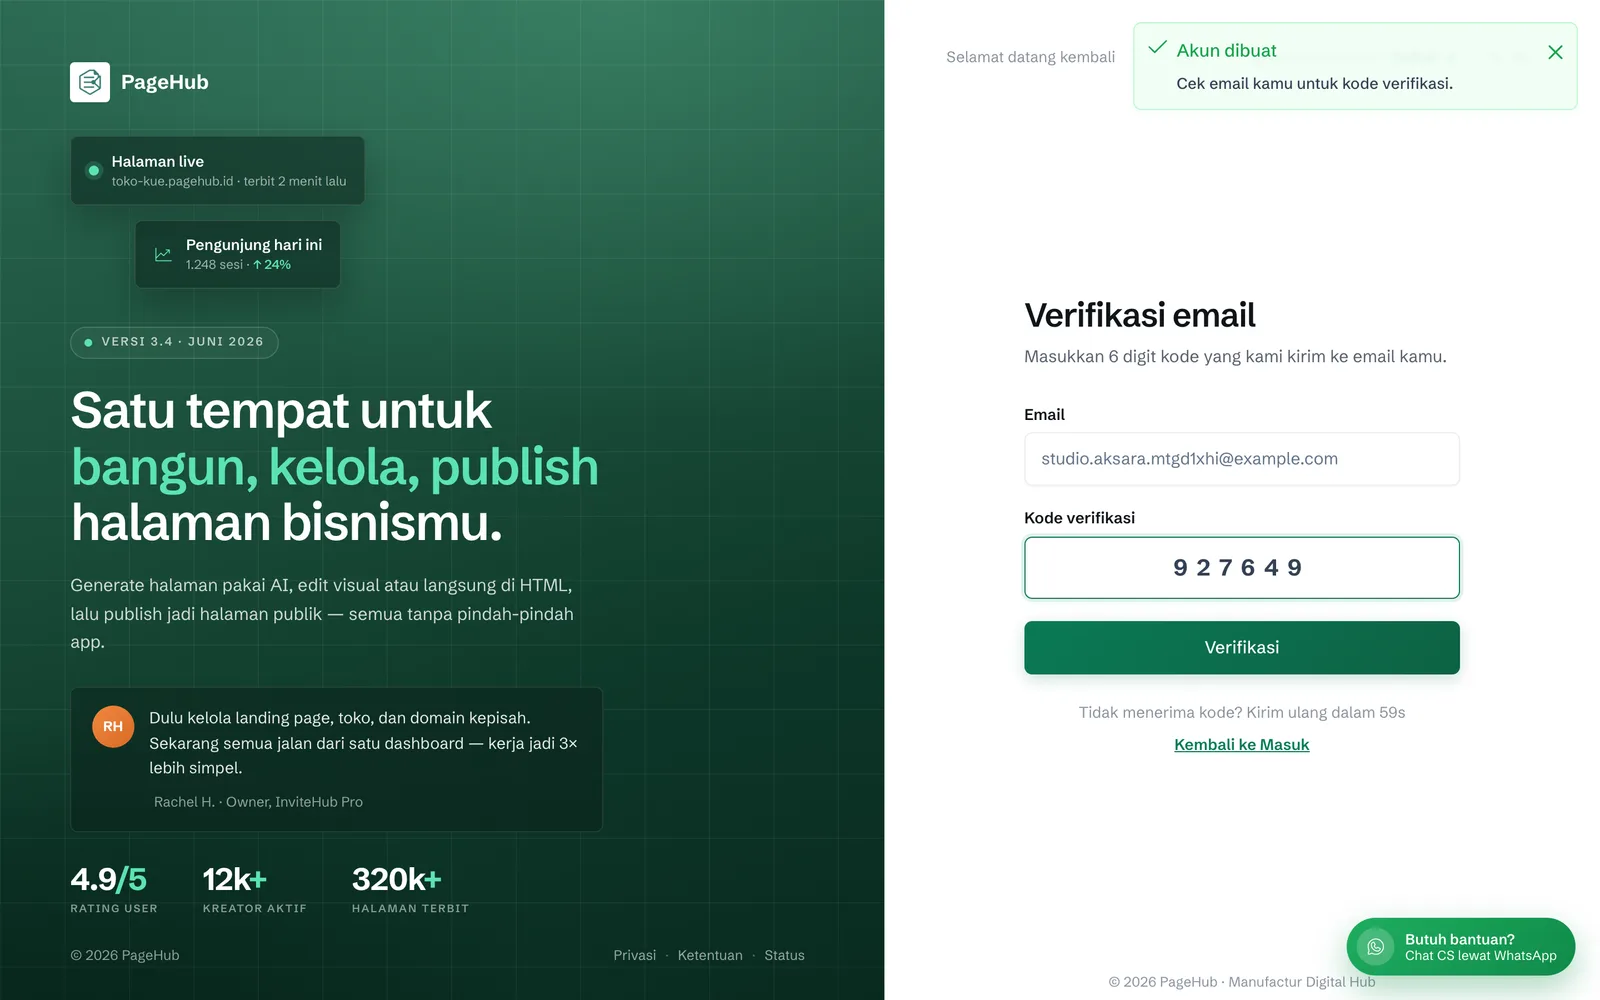 PageHub
Halaman live
toko-kue.pagehub.id · terbit 2 menit lalu
Pengunjung hari ini
1.248 sesi · ↑ 24%
VERSI 3.4 · JUNI 2026
Satu tempat untuk
bangun, kelola, publish
halaman bisnismu.
Generate halaman pakai AI, edit visual atau langsung di HTML,
lalu publish jadi halaman publik — semua tanpa pindah-pindah
app.
RH
Dulu kelola landing page, toko, dan domain kepisah.
Sekarang semua jalan dari satu dashboard — kerja jadi 3×
lebih simpel.
Rachel H. · Owner, InviteHub Pro
4.9/5
RATING USER
12k+
KREATOR AKTIF
320k+
HALAMAN TERBIT
© 2026 PageHub
Privasi · Ketentuan · Status
Selamat datang kembali
Akun dibuat
Cek email kamu untuk kode verifikasi.
Verifikasi email
Masukkan 6 digit kode yang kami kirim ke email kamu.
Email
studio.aksara.mtgd1xhi@example.com
Kode verifikasi
927649
Verifikasi
Tidak menerima kode? Kirim ulang dalam 59s
Kembali ke Masuk
Butuh bantuan?
Chat CS lewat WhatsApp
© 2026 PageHub · Manufactur Digital Hub